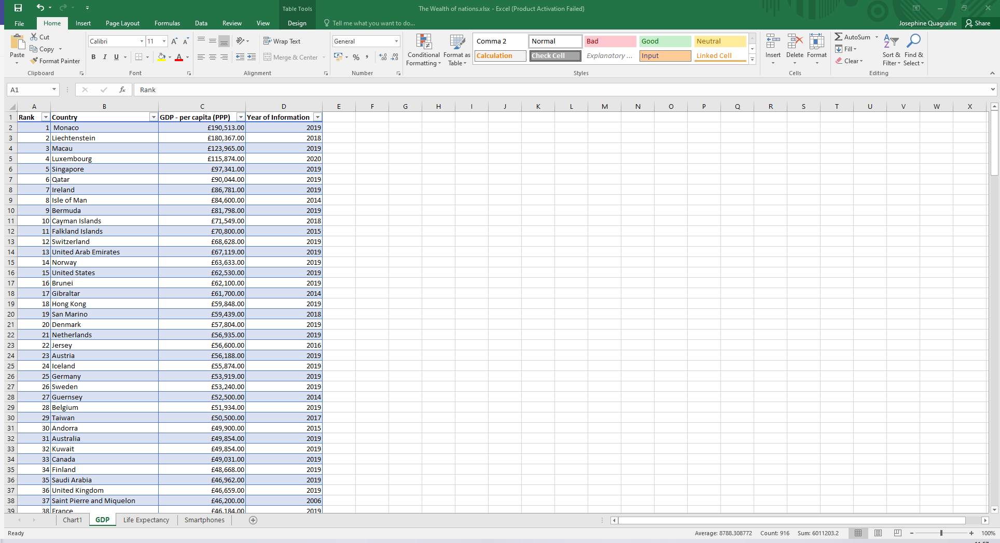 Table Tools
The Wealth of nations.xlsx - Excel (Product Activation Failed)
File Home Insert Page Layout Formulas Data Review View Design Tell me what you want to do... Josephine Quagraine Share
Paste
Cut
Copy
Format Painter
Clipboard
Calibri 11
B I U
Font
Wrap Text
Merge & Center
Alignment
General
Number
Conditional Formatting
Format as Table
Comma 2 Normal Bad Good Neutral
Calculation Check Cell Explanatory ... Input Linked Cell
Styles
Insert Delete Format
Cells
AutoSum
Fill
Clear
Sort & Filter
Find & Select
Editing
A1 fx Rank
A B C D E F G H I J K L M N O P Q R S T U V W X
1 Rank Country GDP - per capita (PPP) Year of Information
2 1 Monaco £190,513.00 2019
3 2 Liechtenstein £180,367.00 2018
4 3 Macau £123,965.00 2019
5 4 Luxembourg £115,874.00 2020
6 5 Singapore £97,341.00 2019
7 6 Qatar £90,044.00 2019
8 7 Ireland £86,781.00 2019
9 8 Isle of Man £84,600.00 2014
10 9 Bermuda £81,798.00 2019
11 10 Cayman Islands £71,549.00 2018
12 11 Falkland Islands £70,800.00 2015
13 12 Switzerland £68,628.00 2019
14 13 United Arab Emirates £67,119.00 2019
15 14 Norway £63,633.00 2019
16 15 United States £62,530.00 2019
17 16 Brunei £62,100.00 2019
18 17 Gibraltar £61,700.00 2014
19 18 Hong Kong £59,848.00 2019
20 19 San Marino £59,439.00 2018
21 20 Denmark £57,804.00 2019
22 21 Netherlands £56,935.00 2019
23 22 Jersey £56,600.00 2016
24 23 Austria £56,188.00 2019
25 24 Iceland £55,874.00 2019
26 25 Germany £53,919.00 2019
27 26 Sweden £53,240.00 2019
28 27 Guernsey £52,500.00 2014
29 28 Belgium £51,934.00 2019
30 29 Taiwan £50,500.00 2017
31 30 Andorra £49,900.00 2015
32 31 Australia £49,854.00 2019
33 32 Kuwait £49,854.00 2019
34 33 Canada £49,031.00 2019
35 34 Finland £48,668.00 2019
36 35 Saudi Arabia £46,962.00 2019
37 36 United Kingdom £46,659.00 2019
38 37 Saint Pierre and Miquelon £46,200.00 2006
39 38 France £46,184.00 2019
Chart1 GDP Life Expectancy Smartphones
Ready Average: 8788.308772 Count: 916 Sum: 6011203.2 100%